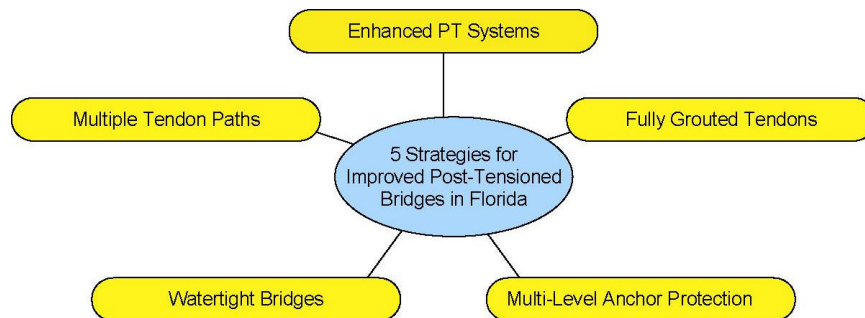 Enhanced PT Systems
Multiple Tendon Paths
Fully Grouted Tendons
5 Strategies for
Improved Post-Tensioned
Bridges in Florida
Watertight Bridges
Multi-Level Anchor Protection